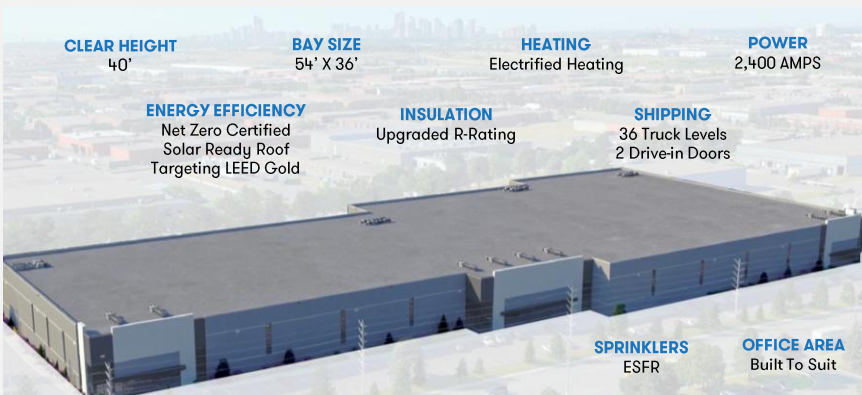 CLEAR HEIGHT
40'
BAY SIZE
54' X 36'
HEATING
Electrified Heating
POWER
2,400 AMPS
ENERGY EFFICIENCY
Net Zero Certified
Solar Ready Roof
Targeting LEED Gold
INSULATION
Upgraded R-Rating
SHIPPING
36 Truck Levels
2 Drive-in Doors
SPRINKLERS
ESFR
OFFICE AREA
Built To Suit